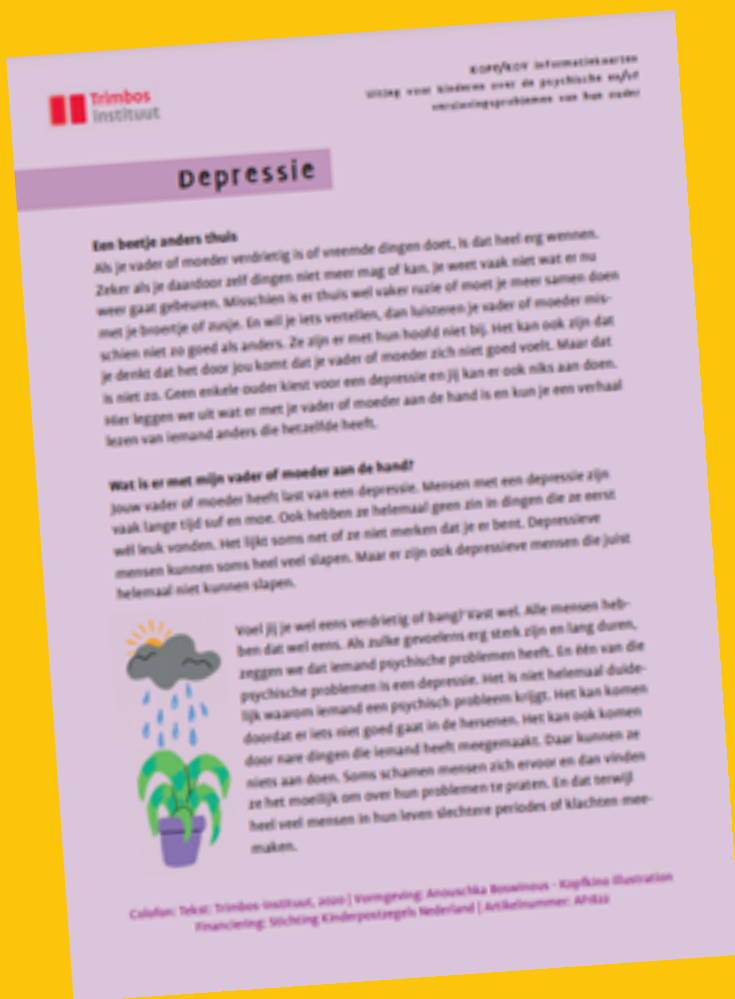 Trimbos
Instituut
KOPP/KOV Informatiekaarten
Uitleg voor kinderen over de psychische en/of
verslavingsproblemen van hun ouder
Depressie
Een beetje anders thuis
Als je vader of moeder verdrietig is of vreemde dingen doet, is dat heel erg wennen.
Zeker als je daardoor zelf dingen niet meer mag of kan. Je weet vaak niet wat er nu
weer gaat gebeuren. Misschien is er thuis wel vaker ruzie of moet je meer samen doen
met je broertje of zusje. En wil je iets vertellen, dan luisteren je vader of moeder mis-
schien niet zo goed als anders. Ze zijn er met hun hoofd niet bij. Het kan ook zijn dat
je denkt dat het door jou komt dat je vader of moeder zich niet goed voelt. Maar dat
is niet zo. Geen enkele ouder kiest voor een depressie en jij kan er ook niks aan doen.
Hier leggen we uit wat er met je vader of moeder aan de hand is en kun je een verhaal
lezen van iemand anders die hetzelfde heeft.
Wat is er met mijn vader of moeder aan de hand?
Jouw vader of moeder heeft last van een depressie. Mensen met een depressie zijn
vaak lange tijd suf en moe. Ook hebben ze helemaal geen zin in dingen die ze eerst
wél leuk vonden. Het lijkt soms net of ze niet merken dat je er bent. Depressieve
mensen kunnen soms heel veel slapen. Maar er zijn ook depressieve mensen die juist
helemaal niet kunnen slapen.
Voel jij je wel eens verdrietig of bang? Vast wel. Alle mensen heb-
ben dat wel eens. Als zulke gevoelens erg sterk zijn en lang duren,
zeggen we dat iemand psychische problemen heeft. En één van die
psychische problemen is een depressie. Het is niet helemaal duide-
lijk waarom iemand een psychisch probleem krijgt. Het kan komen
doordat er iets niet goed gaat in de hersenen. Het kan ook komen
door nare dingen die iemand heeft meegemaakt. Daar kunnen ze
niets aan doen. Soms schamen mensen zich ervoor en dan vinden
ze het moeilijk om over hun problemen te praten. En dat terwijl
heel veel mensen in hun leven slechtere periodes of klachten mee-
maken.
Colofon: Tekst: Trimbos-instituut, 2020 | Vormgeving: Anouschka Boswinous - Kopfkino Illustration
Financiering: Stichting Kinderpostzegels Nederland | Artikelnummer: